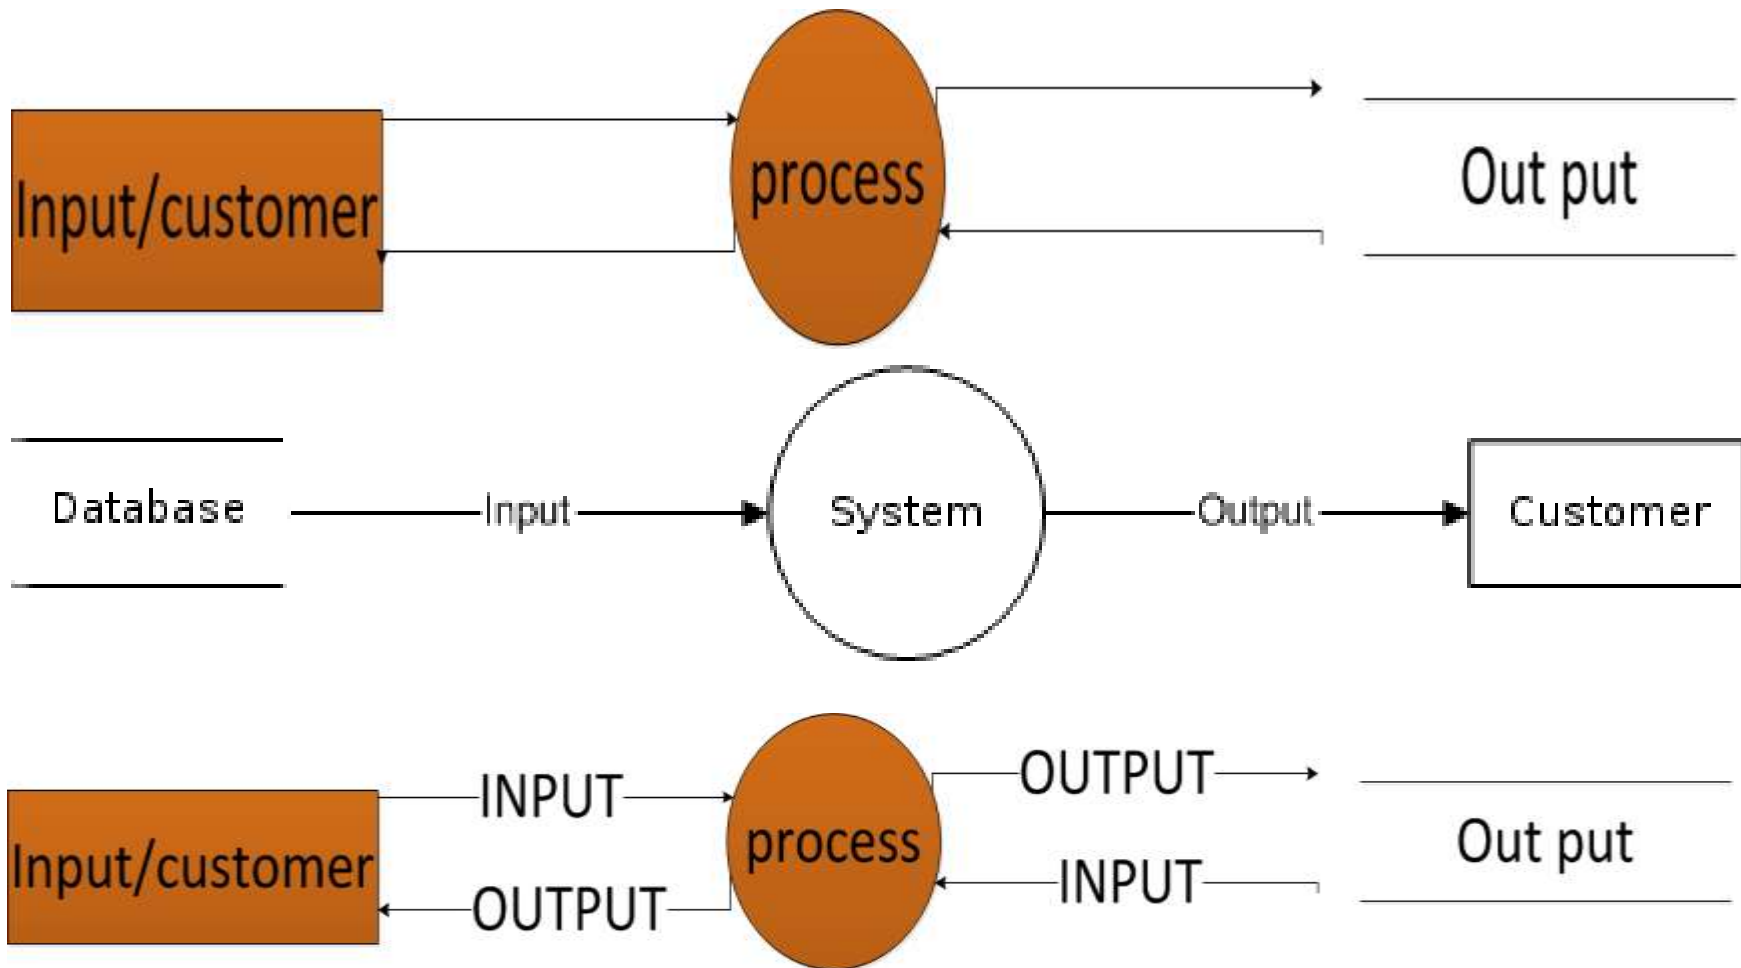 Input/customer
process
Out put
Database
Input
System
Output
Customer
Input/customer
INPUT
OUTPUT
process
OUTPUT
INPUT
Out put